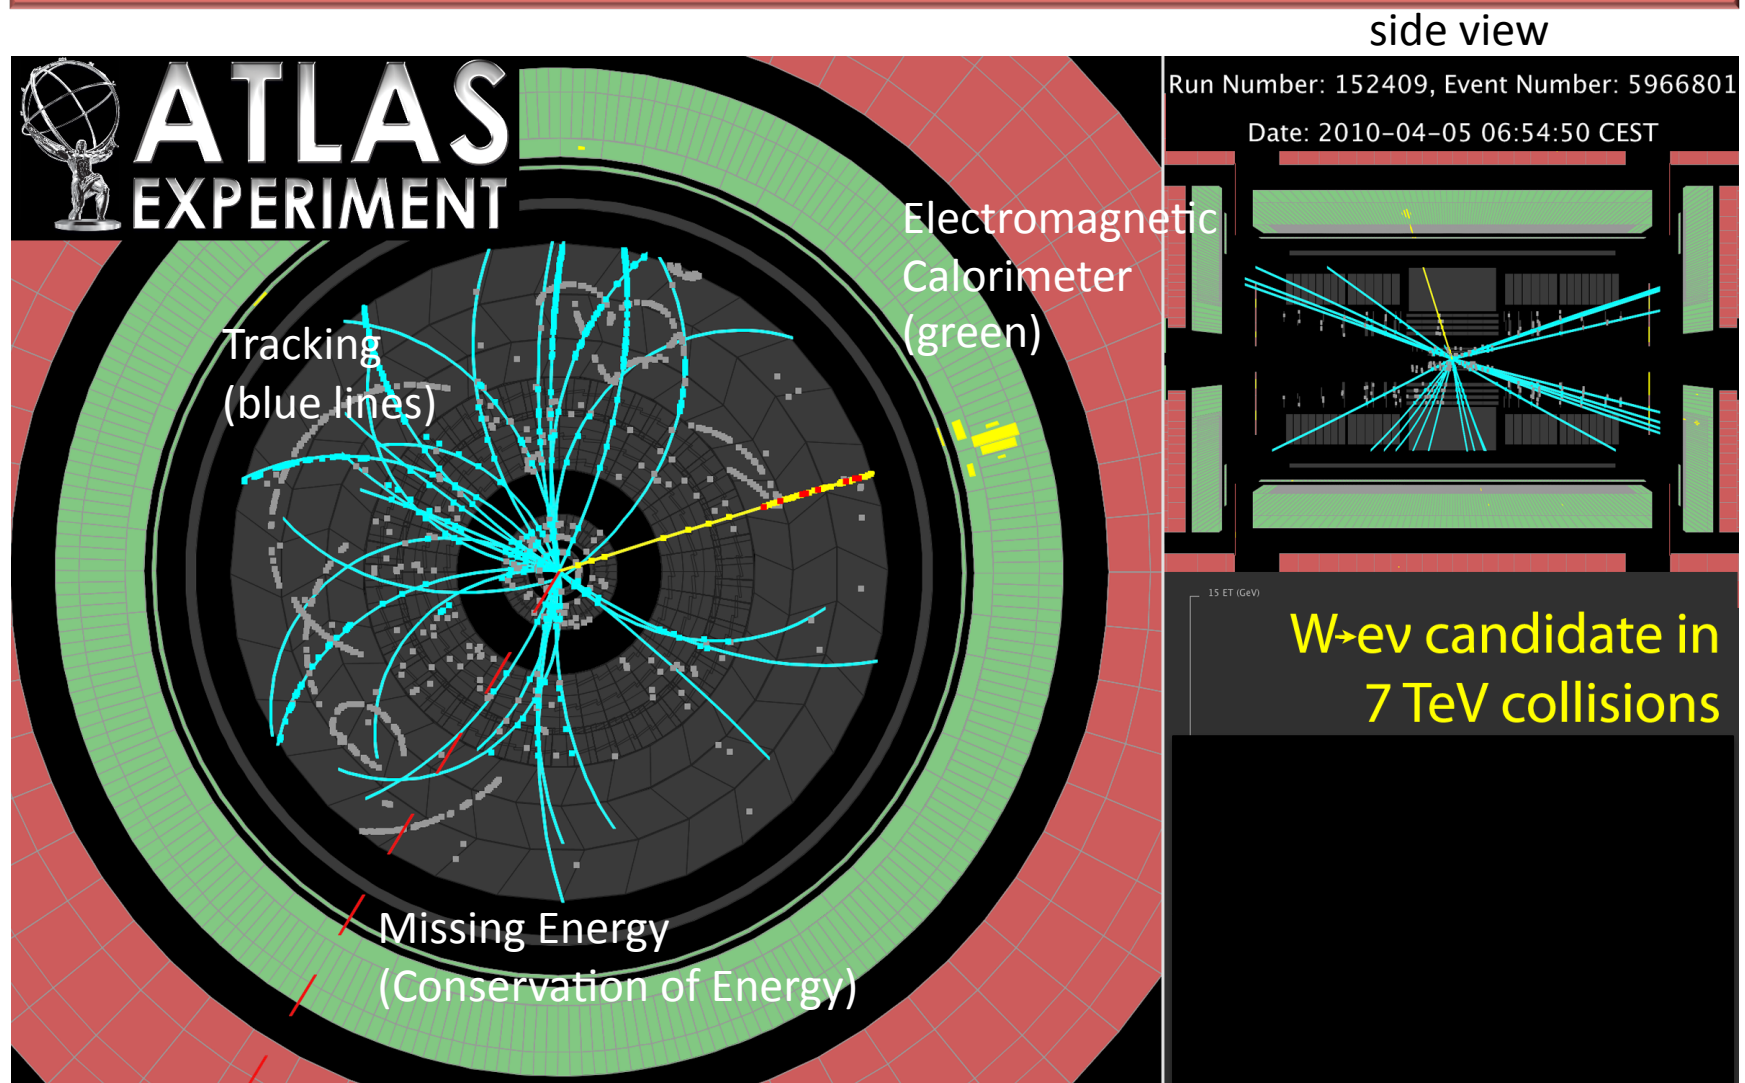 side view
ATLAS
EXPERIMENT
Run Number: 152409, Event Number: 5966801
Date: 2010-04-05 06:54:50 CEST
Electromagnetic
Calorimeter
(green)
Tracking
(blue lines)
15 ET (GeV)
W→eν candidate in
7 TeV collisions
Missing Energy
(Conservation of Energy)